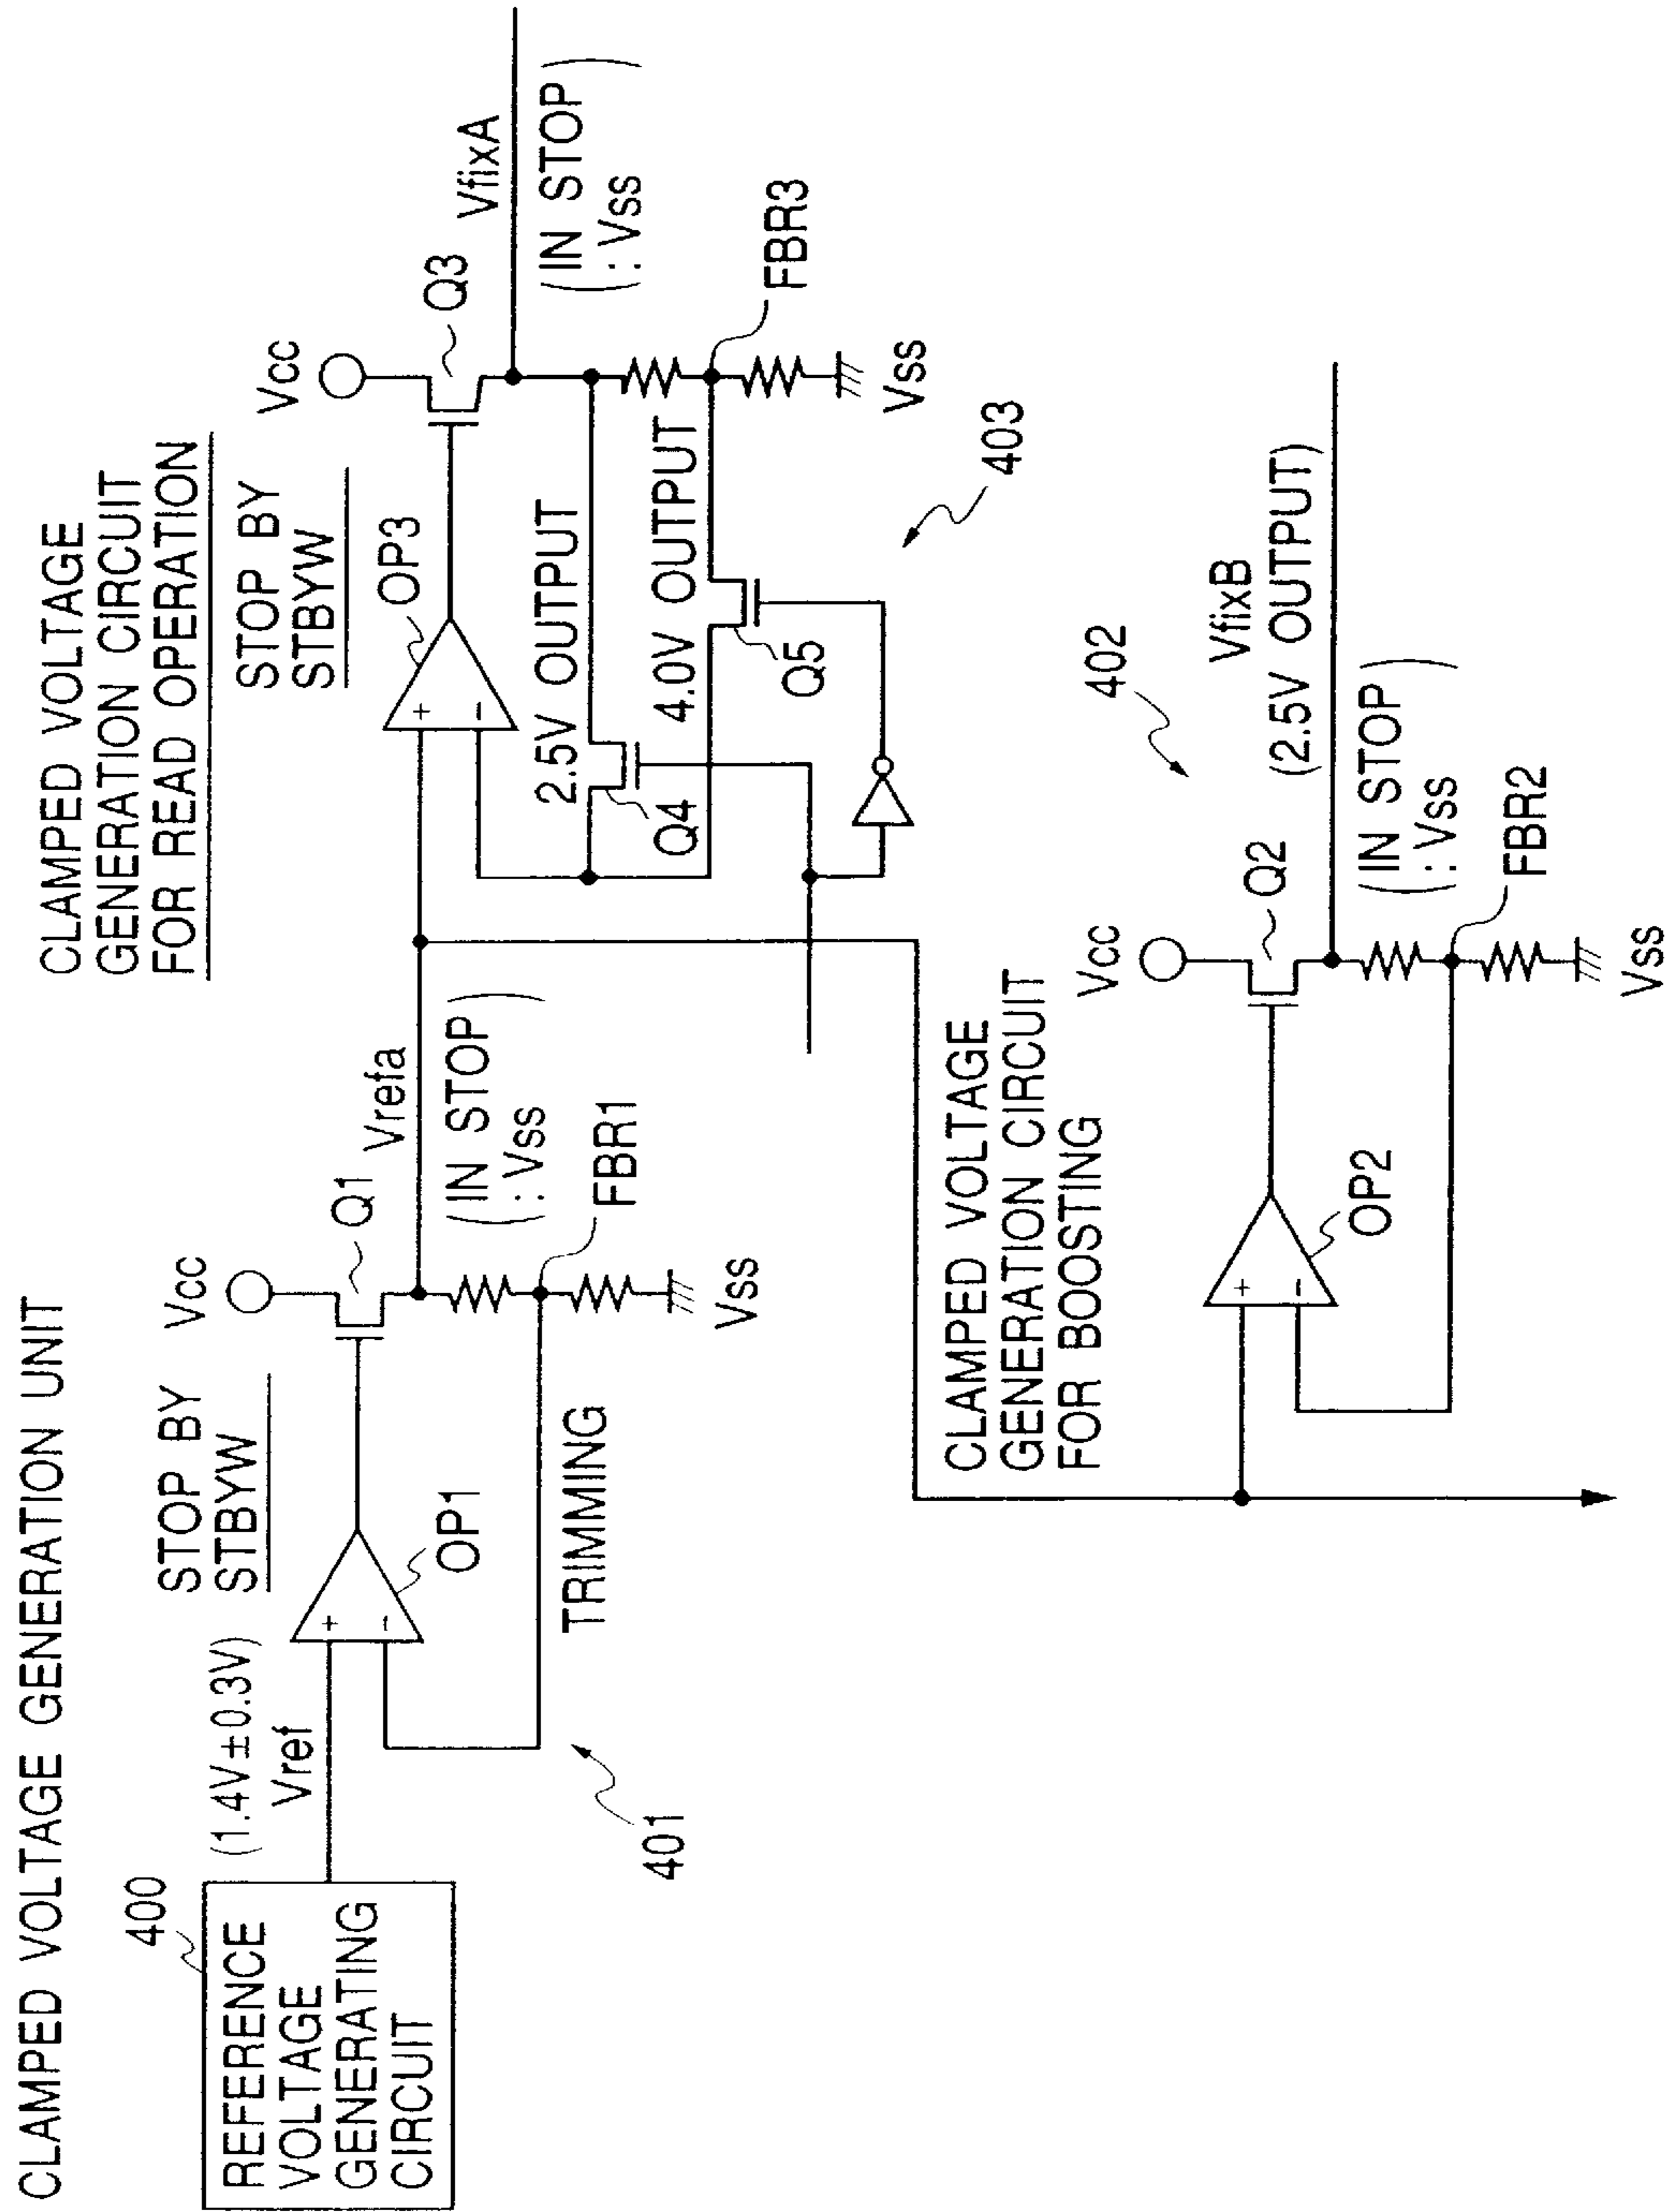 CLAMPED VOLTAGE GENERATION UNIT
400
REFERENCE
VOLTAGE
GENERATING
CIRCUIT
(1.4V±0.3V)
Vref
STOP BY
STBYW
+
-
OP1
401
TRIMMING
Vcc
Q1
Vrefa
(IN STOP
: Vss)
FBR1
Vss
CLAMPED VOLTAGE
GENERATION CIRCUIT
FOR READ OPERATION
STOP BY
STBYW
OP3
+
-
Vcc
Q3
VfixA
(IN STOP
: Vss)
2.5V OUTPUT
Q4
4.0V OUTPUT
Q5
FBR3
Vss
403
CLAMPED VOLTAGE
GENERATION CIRCUIT
FOR BOOSTING
+
-
OP2
Vcc
Q2
402
VfixB
(2.5V OUTPUT)
(IN STOP
: Vss)
FBR2
Vss